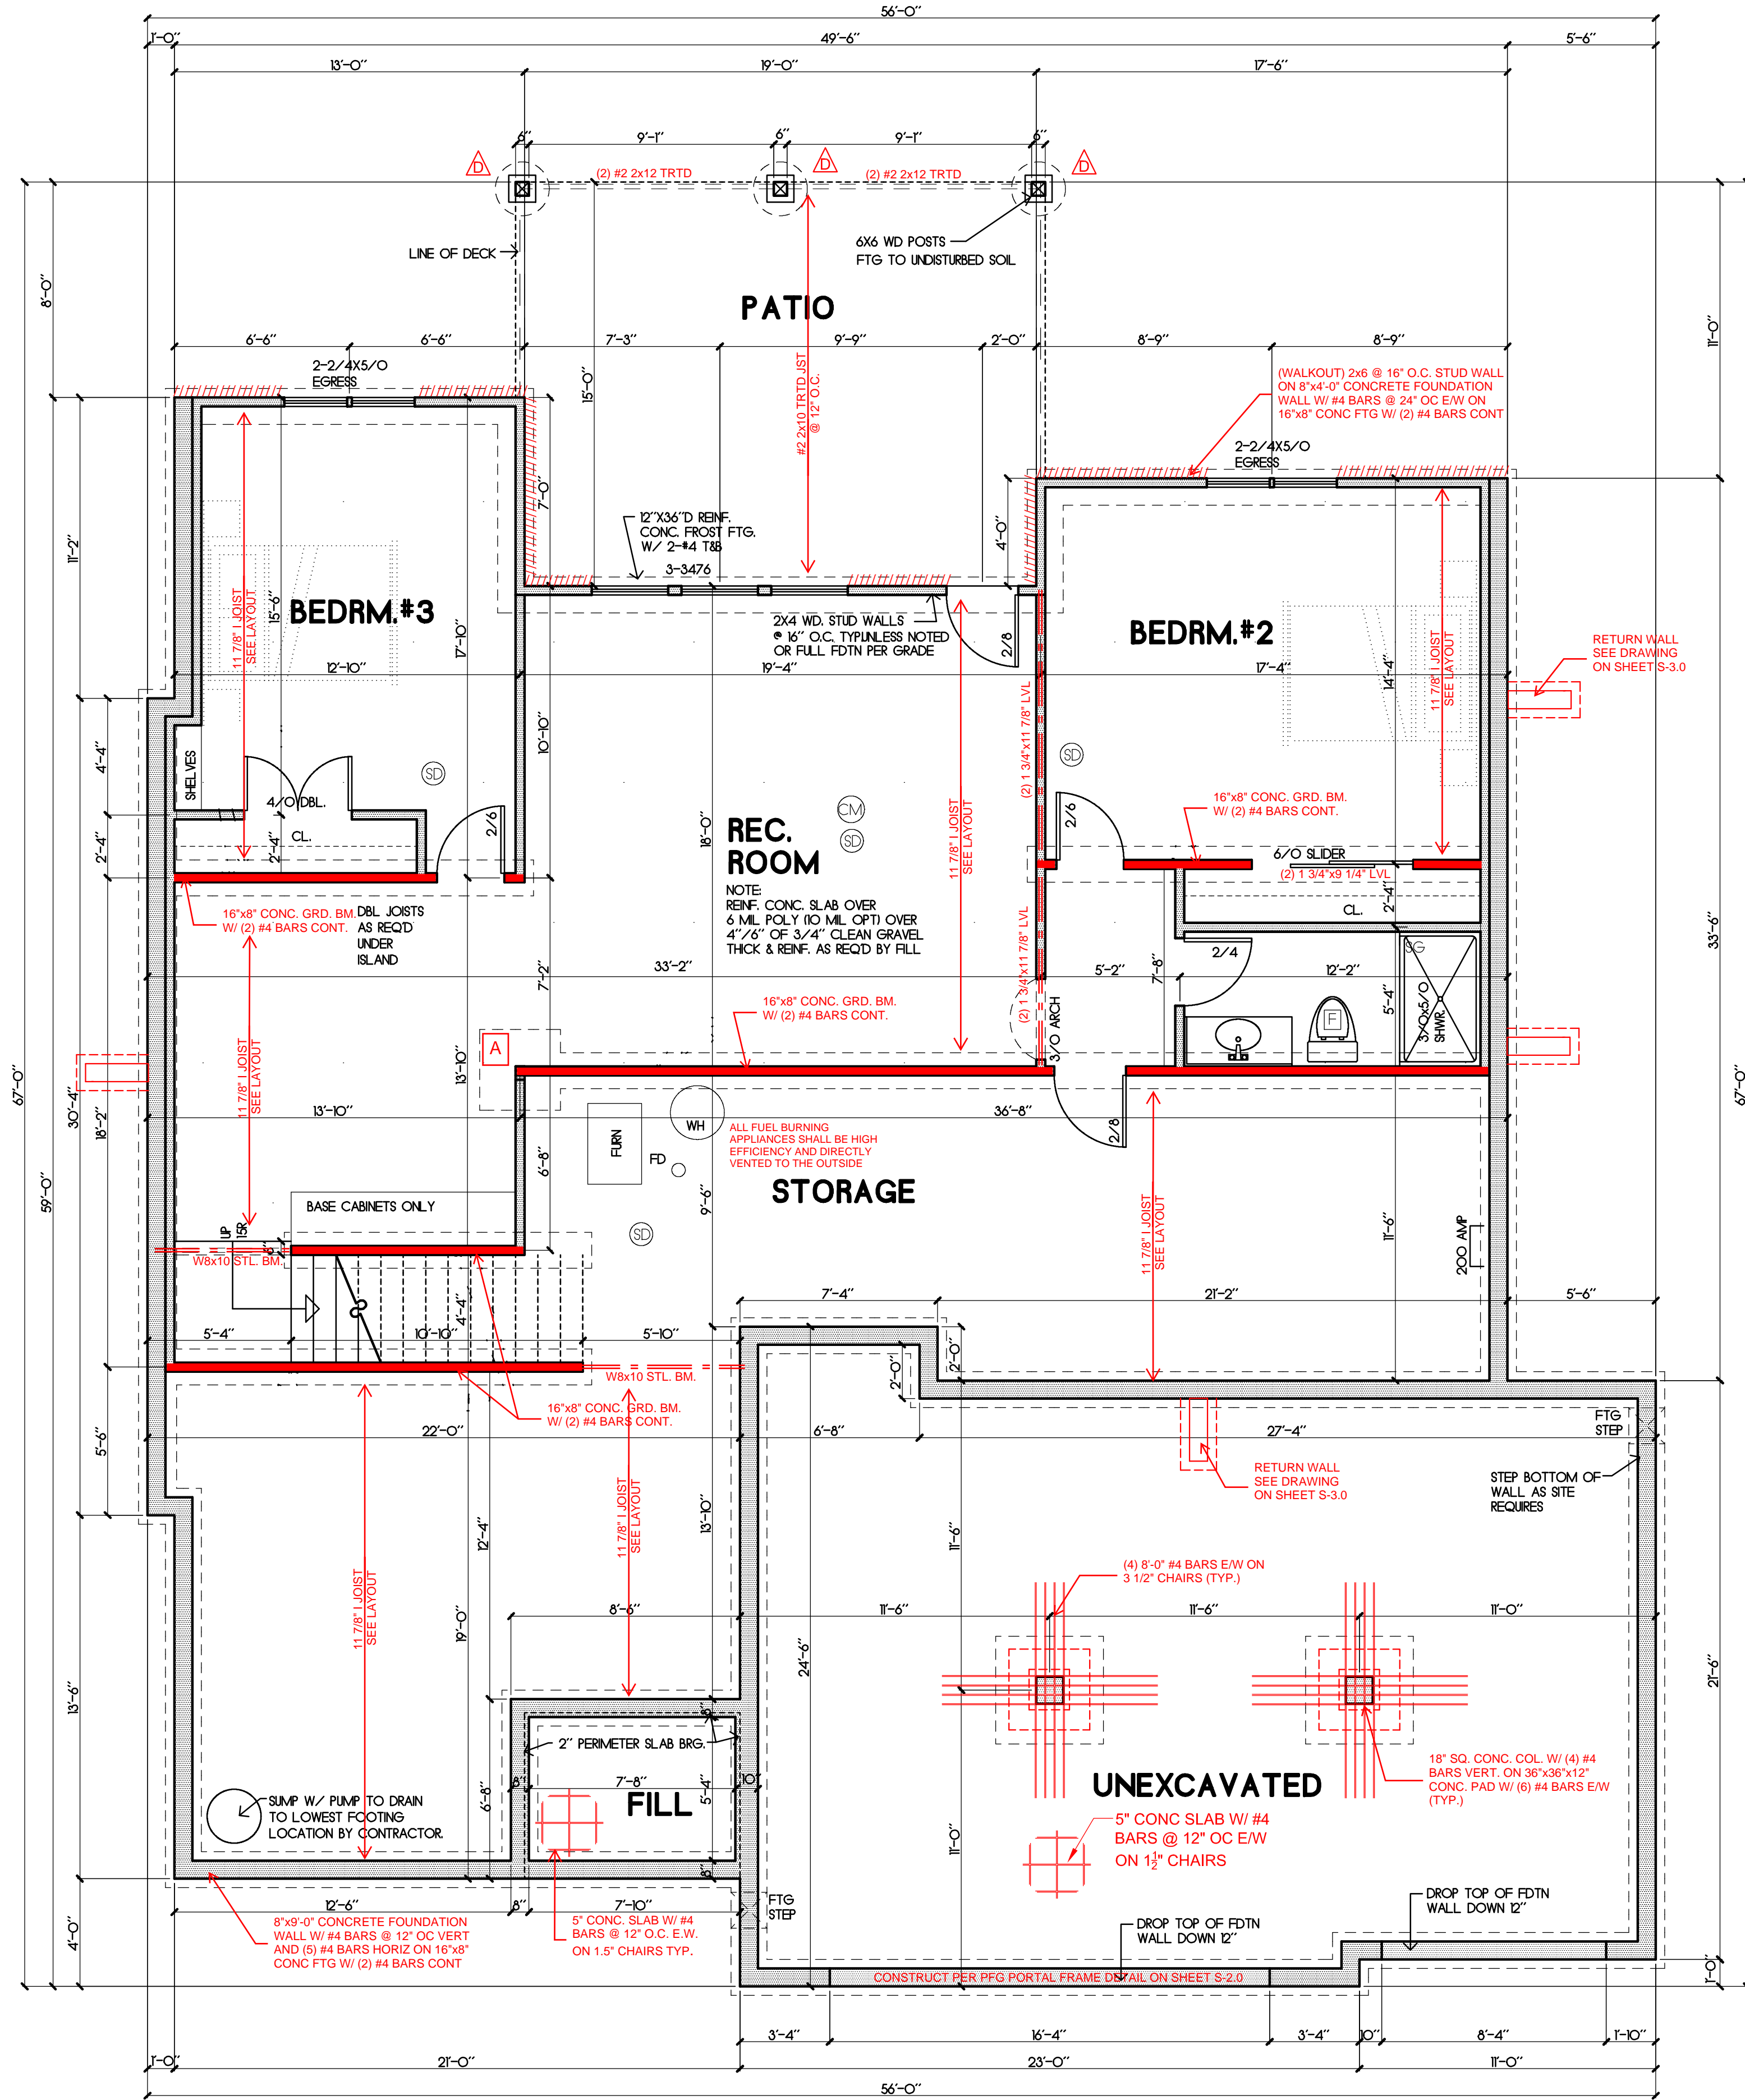 56'-0"
1'-0"
49'-6"
5'-6"
13'-0"
19'-0"
17'-6"
6"
9'-1"
6"
9'-1"
6"
D
D
D
(2) #2 2x12 TRTD
(2) #2 2x12 TRTD
LINE OF DECK
6X6 WD POSTS
FTG TO UNDISTURBED SOIL
8'-0"
11'-0"
PATIO
6'-6"
6'-6"
7'-3"
9'-9"
2'-0"
8'-9"
8'-9"
2-2/4X5/0
EGRESS
15'-0"
#2 2x10 TRTD JST
@ 12" O.C.
(WALKOUT) 2x6 @ 16" O.C. STUD WALL
ON 8"x4'-0" CONCRETE FOUNDATION
WALL W/ #4 BARS @ 24" OC E/W ON
16"x8" CONC FTG W/ (2) #4 BARS CONT
2-2/4X5/0
EGRESS
7'-0"
4'-0"
12"X36"D REINF.
CONC. FROST FTG.
W/ 2-#4 T&B
3-3476
11'-2"
BEDRM.#3
15'-6"
17'-10"
11 7/8" I JOIST
SEE LAYOUT
2X4 WD. STUD WALLS
@ 16" O.C. TYP.UNLESS NOTED
OR FULL FDTN PER GRADE
2/8
BEDRM.#2
14'-4"
11 7/8" I JOIST
SEE LAYOUT
RETURN WALL
SEE DRAWING
ON SHEET S-3.0
12'-10"
19'-4"
17'-4"
10'-10"
(2) 1 3/4"x11 7/8" LVL
4'-4"
SHELVES
SD
SD
4/0 DBL.
CL.
2'-4"
2'-4"
2/6
CM
SD
REC.
ROOM
18'-0"
11 7/8" I JOIST
SEE LAYOUT
2/6
16"x8" CONC. GRD. BM.
W/ (2) #4 BARS CONT.
6/0 SLIDER
(2) 1 3/4"x9 1/4" LVL
2'-4"
CL.
NOTE:
REINF. CONC. SLAB OVER
6 MIL POLY (10 MIL OPT) OVER
4"/6" OF 3/4" CLEAN GRAVEL
THICK & REINF. AS REQ'D BY FILL
16"x8" CONC. GRD. BM.
W/ (2) #4 BARS CONT.
DBL JOISTS
AS REQ'D
UNDER
ISLAND
33'-6"
(2) 1 3/4"x11 7/8" LVL
2/4
SG
33'-2"
7'-2"
5'-2"
7'-8"
12'-2"
5'-4"
3/0x5/0
SHWR.
F
3/0 ARCH
16"x8" CONC. GRD. BM.
W/ (2) #4 BARS CONT.
A
67'-0"
59'-0"
30'-4"
18'-2"
67'-0"
11 7/8" I JOIST
SEE LAYOUT
13'-10"
13'-10"
36'-8"
FURN
WH
FD
6'-8"
ALL FUEL BURNING
APPLIANCES SHALL BE HIGH
EFFICIENCY AND DIRECTLY
VENTED TO THE OUTSIDE
2/8
STORAGE
9'-6"
BASE CABINETS ONLY
SD
UP
15R
8"
W8x10 STL. BM.
11 7/8" I JOIST
SEE LAYOUT
11'-6"
200 AMP
7'-4"
21'-2"
5'-6"
5'-4"
10'-10"
4'-4"
5'-10"
2'-0"
2'-0"
W8x10 STL. BM.
16"x8" CONC. GRD. BM.
W/ (2) #4 BARS CONT.
22'-0"
6'-8"
27'-4"
FTG
STEP
5'-6"
RETURN WALL
SEE DRAWING
ON SHEET S-3.0
STEP BOTTOM OF
WALL AS SITE
REQUIRES
13'-10"
12'-4"
11 7/8" I JOIST
SEE LAYOUT
11 7/8" I JOIST
SEE LAYOUT
11'-6"
(4) 8'-0" #4 BARS E/W ON
3 1/2" CHAIRS (TYP.)
8'-6"
11'-6"
11'-6"
11'-0"
19'-0"
24'-6"
13'-6"
21'-6"
8"
2" PERIMETER SLAB BRG.
8"
7'-8"
10"
5'-4"
6'-8"
FILL
UNEXCAVATED
18" SQ. CONC. COL. W/ (4) #4
BARS VERT. ON 36"x36"x12"
CONC. PAD W/ (6) #4 BARS E/W
(TYP.)
SUMP W/ PUMP TO DRAIN
TO LOWEST FOOTING
LOCATION BY CONTRACTOR.
5" CONC SLAB W/ #4
BARS @ 12" OC E/W
ON 1½" CHAIRS
11'-0"
8"
12'-6"
8"
7'-10"
FTG
STEP
DROP TOP OF FDTN
WALL DOWN 12"
DROP TOP OF FDTN
WALL DOWN 12"
8"x9'-0" CONCRETE FOUNDATION
WALL W/ #4 BARS @ 12" OC VERT
AND (5) #4 BARS HORIZ ON 16"x8"
CONC FTG W/ (2) #4 BARS CONT
5" CONC. SLAB W/ #4
BARS @ 12" O.C. E.W.
ON 1.5" CHAIRS TYP.
4'-0"
CONSTRUCT PER PFG PORTAL FRAME DETAIL ON SHEET S-2.0
1'-0"
3'-4"
16'-4"
3'-4"
10"
8'-4"
1'-10"
1'-0"
21'-0"
23'-0"
11'-0"
56'-0"